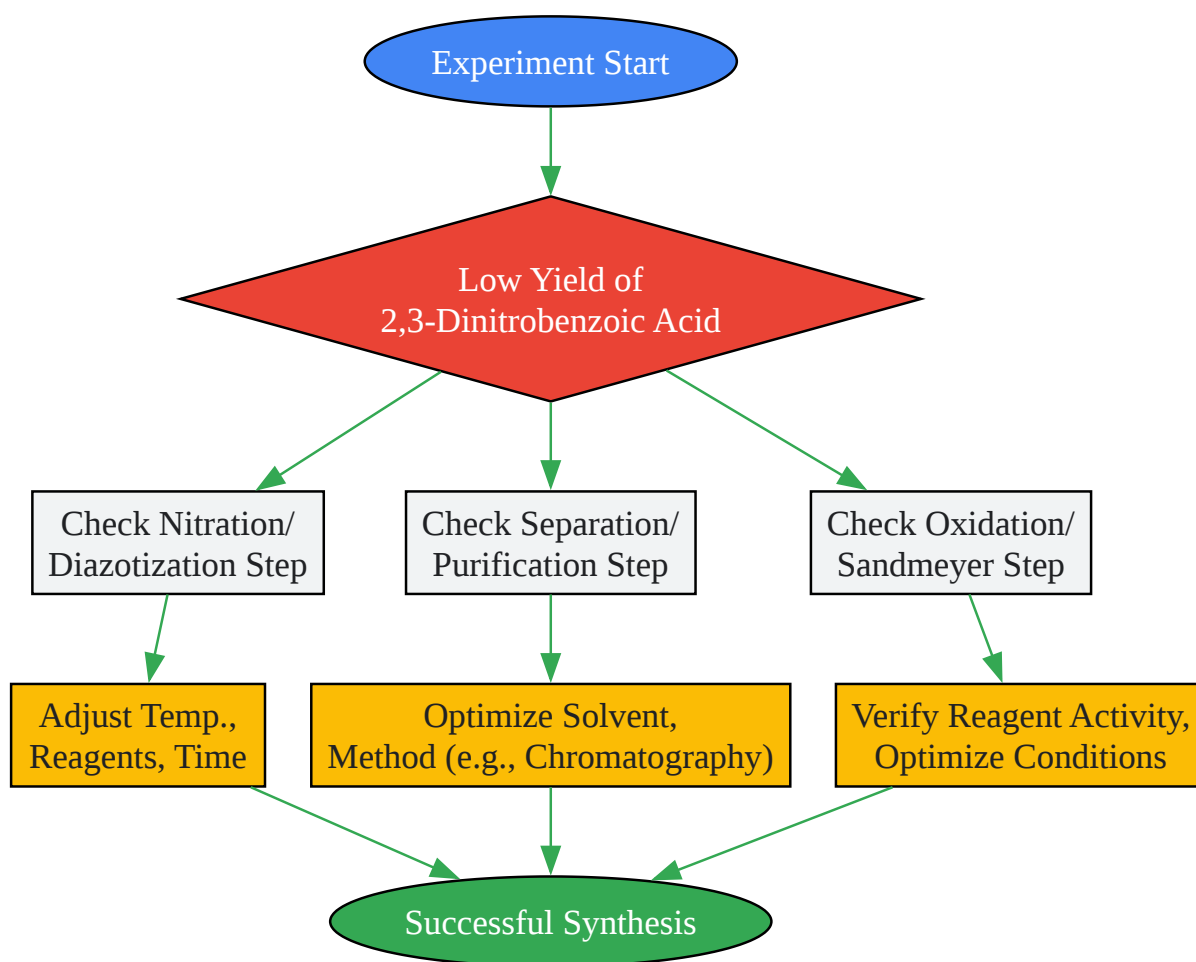 Experiment Start
Low Yield of
2,3-Dinitrobenzoic Acid
Check Nitration/
Diazotization Step
Check Separation/
Purification Step
Check Oxidation/
Sandmeyer Step
Adjust Temp.,
Reagents, Time
Optimize Solvent,
Method (e.g., Chromatography)
Verify Reagent Activity,
Optimize Conditions
Successful Synthesis